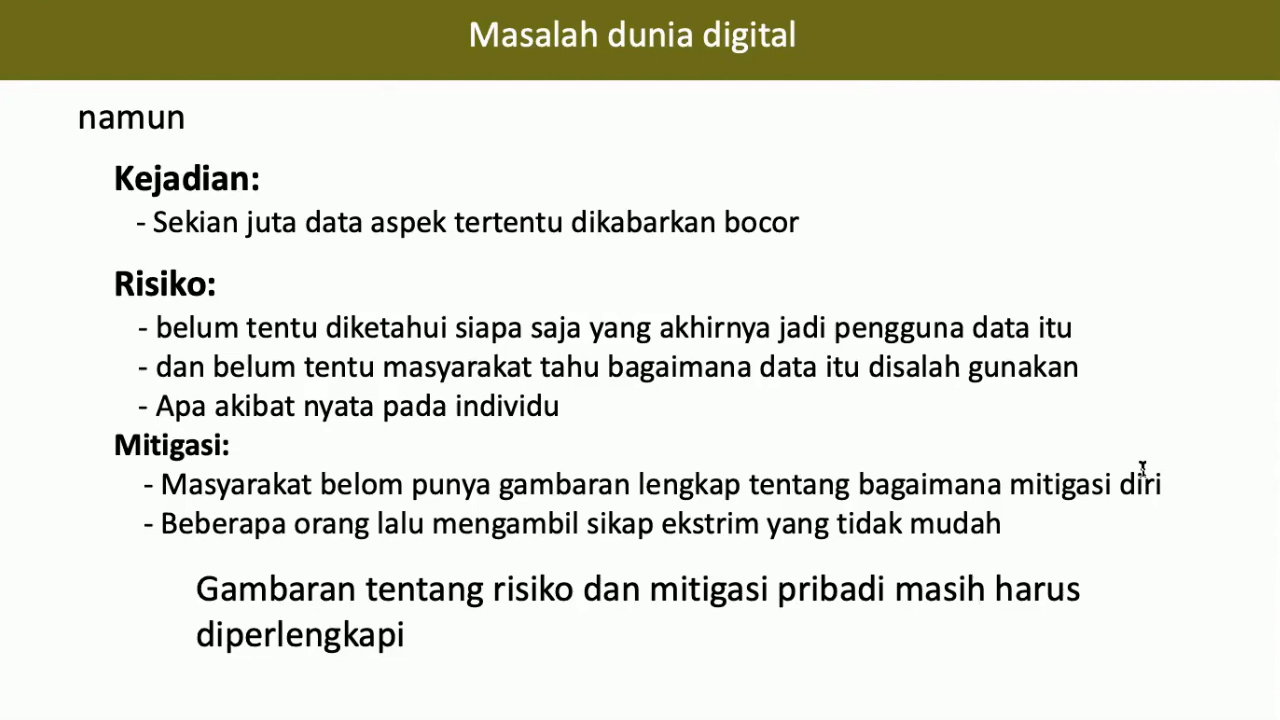 Masalah dunia digital
namun
Kejadian:
- Sekian juta data aspek tertentu dikabarkan bocor
Risiko:
- belum tentu diketahui siapa saja yang akhirnya jadi pengguna data itu
- dan belum tentu masyarakat tahu bagaimana data itu disalah gunakan
- Apa akibat nyata pada individu
Mitigasi:
- Masyarakat belom punya gambaran lengkap tentang bagaimana mitigasi diri
- Beberapa orang lalu mengambil sikap ekstrim yang tidak mudah
Gambaran tentang risiko dan mitigasi pribadi masih harus
diperlengkapi